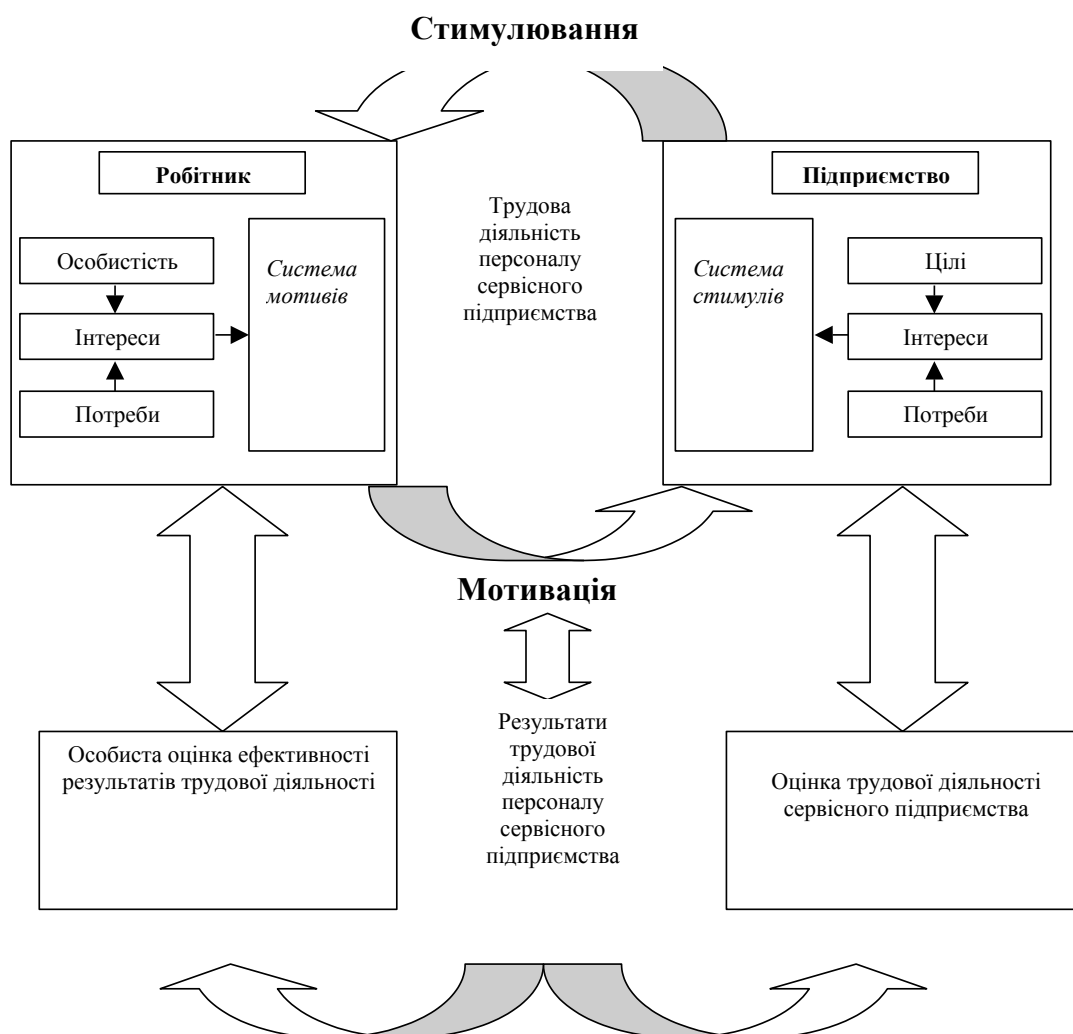 Стимулювання
Робітник
Особистість
Інтереси
Потреби
Система
мотивів
Трудова
діяльність
персоналу
сервісного
підприємства
Підприємство
Система
стимулів
Цілі
Інтереси
Потреби
Мотивація
Особиста оцінка ефективності
результатів трудової діяльності
Результати
трудової
діяльність
персоналу
сервісного
підприємства
Оцінка трудової діяльності
сервісного підприємства